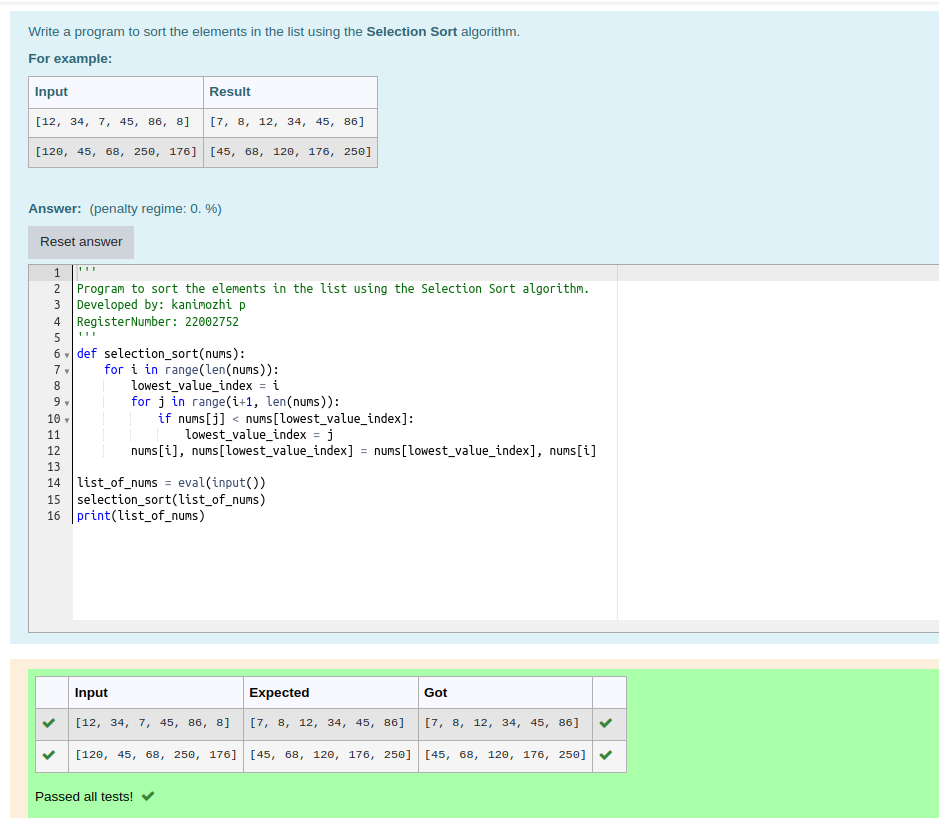 Write a program to sort the elements in the list using the Selection Sort algorithm.
For example:
Input Result
[12, 34, 7, 45, 86, 8] [7, 8, 12, 34, 45, 86]
[120, 45, 68, 250, 176] [45, 68, 120, 176, 250]
Answer: (penalty regime: 0. %)
Reset answer
1 '''
2 Program to sort the elements in the list using the Selection Sort algorithm.
3 Developed by: kanimozhi p
4 RegisterNumber: 22002752
5 '''
6 def selection_sort(nums):
7     for i in range(len(nums)):
8         lowest_value_index = i
9         for j in range(i+1, len(nums)):
10             if nums[j] < nums[lowest_value_index]:
11                 lowest_value_index = j
12         nums[i], nums[lowest_value_index] = nums[lowest_value_index], nums[i]
13
14 list_of_nums = eval(input())
15 selection_sort(list_of_nums)
16 print(list_of_nums)
Input Expected Got
[12, 34, 7, 45, 86, 8] [7, 8, 12, 34, 45, 86] [7, 8, 12, 34, 45, 86]
[120, 45, 68, 250, 176] [45, 68, 120, 176, 250] [45, 68, 120, 176, 250]
Passed all tests!